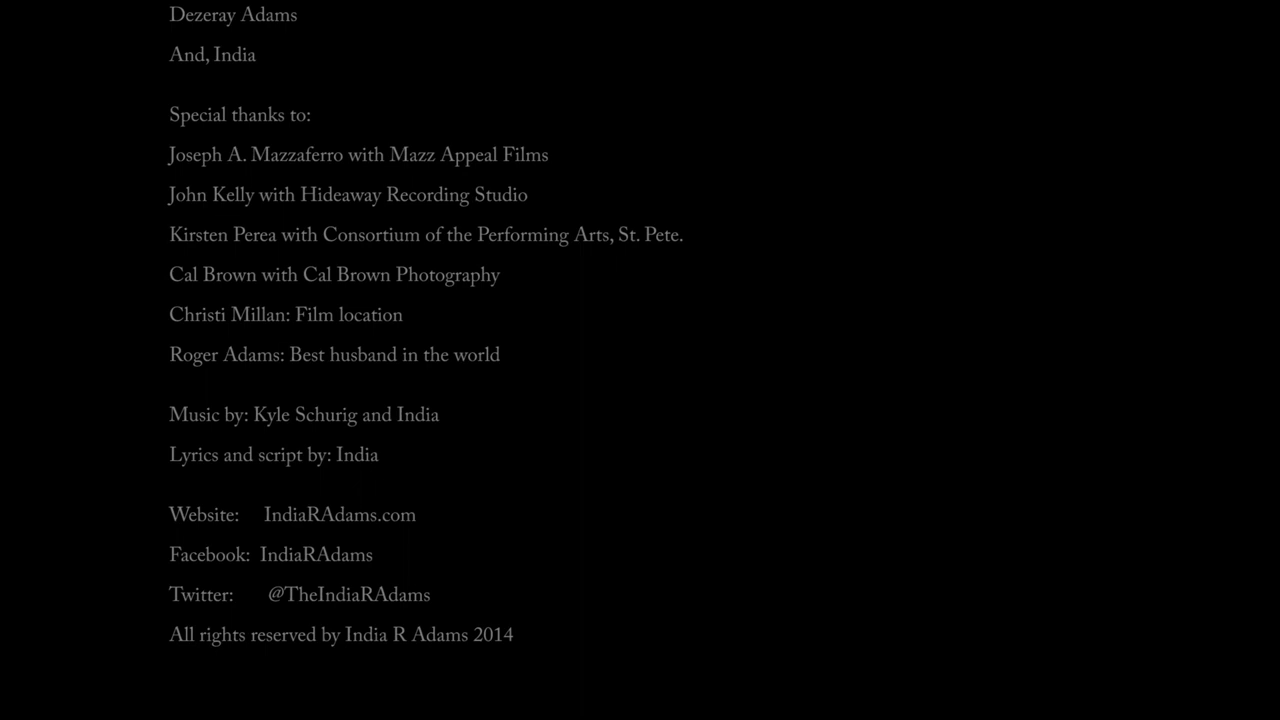 Dezeray Adams
And, India
Special thanks to:
Joseph A. Mazzaferro with Mazz Appeal Films
John Kelly with Hideaway Recording Studio
Kirsten Perea with Consortium of the Performing Arts, St. Pete.
Cal Brown with Cal Brown Photography
Christi Millan: Film location
Roger Adams: Best husband in the world
Music by: Kyle Schurig and India
Lyrics and script by: India
Website: IndiaRAdams.com
Facebook: IndiaRAdams
Twitter: @TheIndiaRAdams
All rights reserved by India R Adams 2014